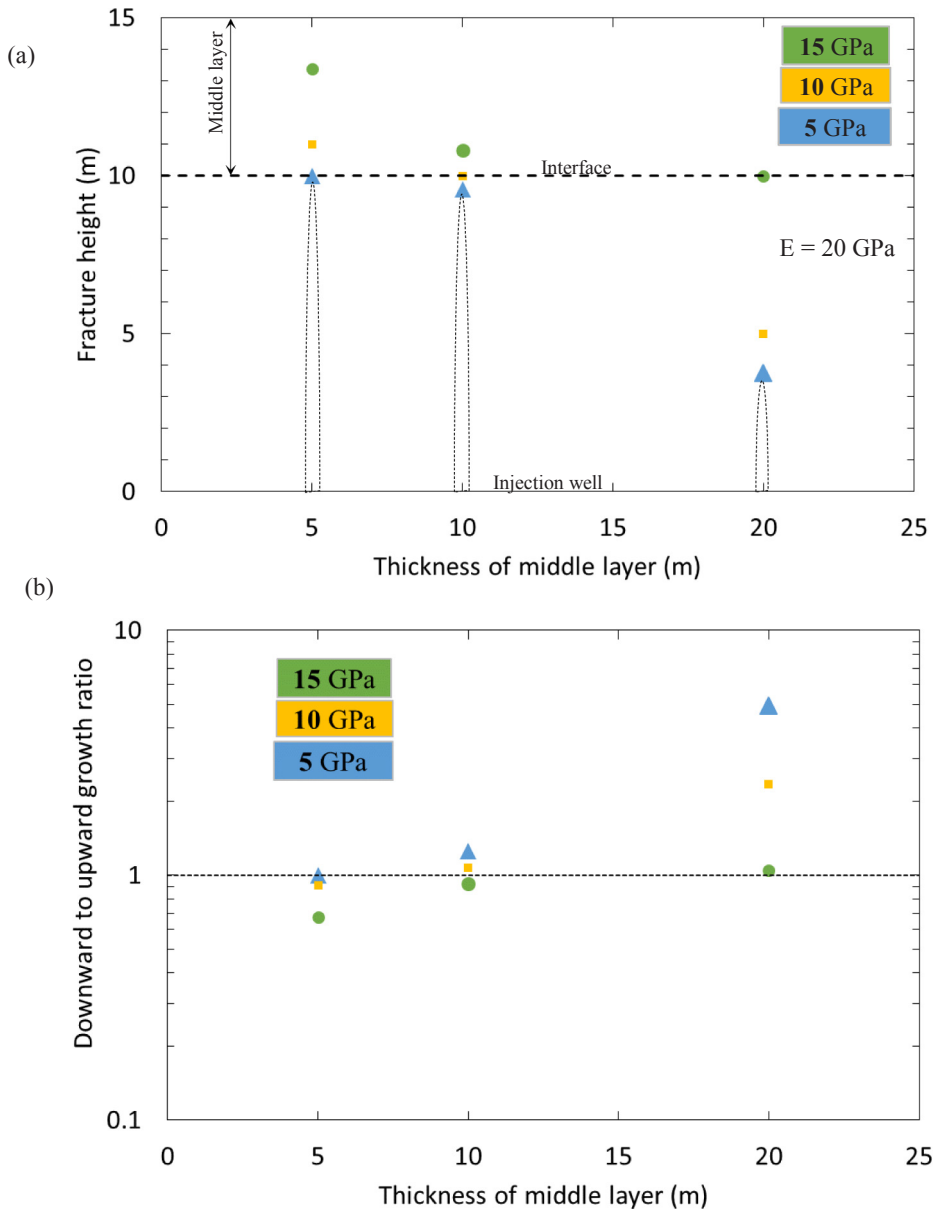 (a)
15
10
5
0
Fracture height (m)
Middle layer
15 GPa
10 GPa
5 GPa
Interface
E = 20 GPa
Injection well
0
5
10
15
20
25
Thickness of middle layer (m)
(b)
10
1
0.1
Downward to upward growth ratio
15 GPa
10 GPa
5 GPa
0
5
10
15
20
25
Thickness of middle layer (m)